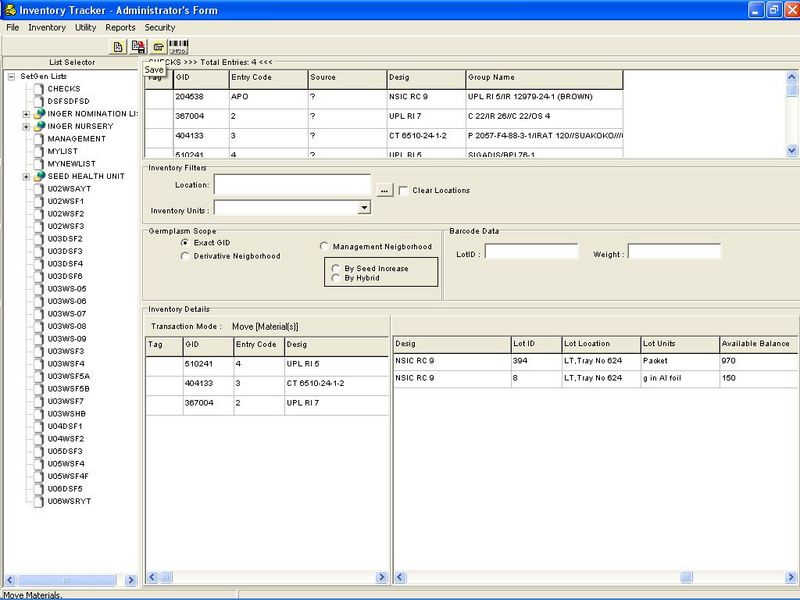 Inventory Tracker - Administrator's Form
File Inventory Utility Reports Security
List Selector
SetGen Lists
CHECKS
DSFSDFSD
INGER NOMINATION LI
INGER NURSERY
MANAGEMENT
MYLIST
MYNEWLIST
SEED HEALTH UNIT
U02WSAYT
U02WSF1
U02WSF2
U02WSF3
U03DSF2
U03DSF3
U03DSF4
U03DSF6
U03WS-05
U03WS-06
U03WS-07
U03WS-08
U03WS-09
U03WSF3
U03WSF4
U03WSF5A
U03WSF5B
U03WSF7
U03WSHB
U04DSF1
U04WSF2
U05DSF3
U05WSF4
U05WSF4F
U06DSF5
U06WSRYT
Save
CHECKS >>> Total Entries: 4 <<<
Tag GID Entry Code Source Desig Group Name
204538 APO ? NSIC RC 9 UPL RI 5/IR 12979-24-1 (BROWN)
367004 2 ? UPL RI 7 C 22/IR 26//C 22/OS 4
404133 3 ? CT 6510-24-1-2 P 2057-F4-88-3-1/IRAT 120//SUAKOKO///
510241 4 ? UPL RI 5 SIGADIS/BPI 76-1
Inventory Filters
Location:
... Clear Locations
Inventory Units :
Germplasm Scope
Exact GID
Derivative Neigborhood
Management Neigborhood
By Seed Increase
By Hybrid
Barcode Data
LotID : Weight :
Inventory Details
Transaction Mode : Move [Material(s)]
Tag GID Entry Code Desig
510241 4 UPL RI 5
404133 3 CT 6510-24-1-2
367004 2 UPL RI 7
Desig Lot ID Lot Location Lot Units Available Balance
NSIC RC 9 394 LT,Tray No 624 Packet 970
NSIC RC 9 8 LT,Tray No 624 g in Al foil 150
Move Materials.